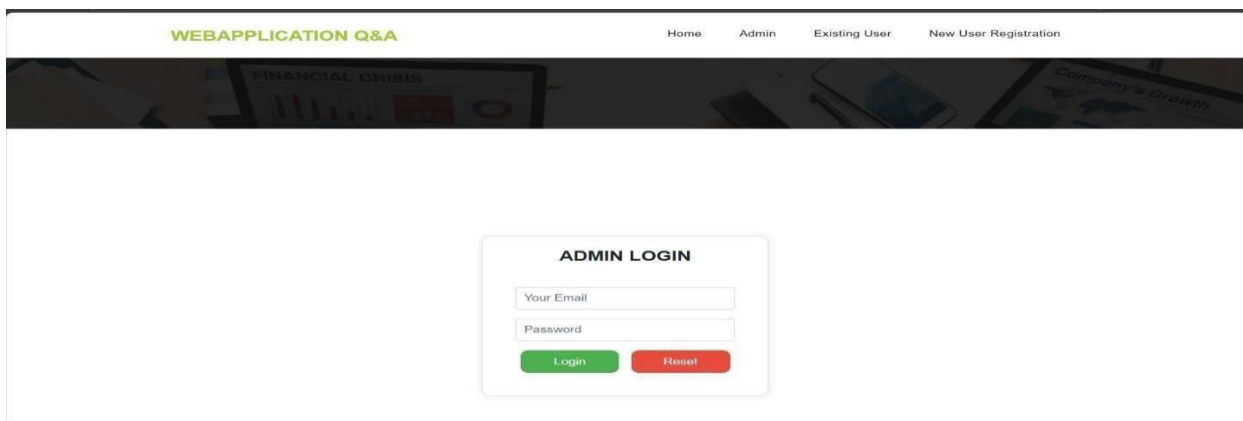 WEBAPPLICATION Q&A
Home Admin Existing User New User Registration
FINANCIAL CRISIS
Company's Growth
ADMIN LOGIN
Your Email
Password
Login Reset